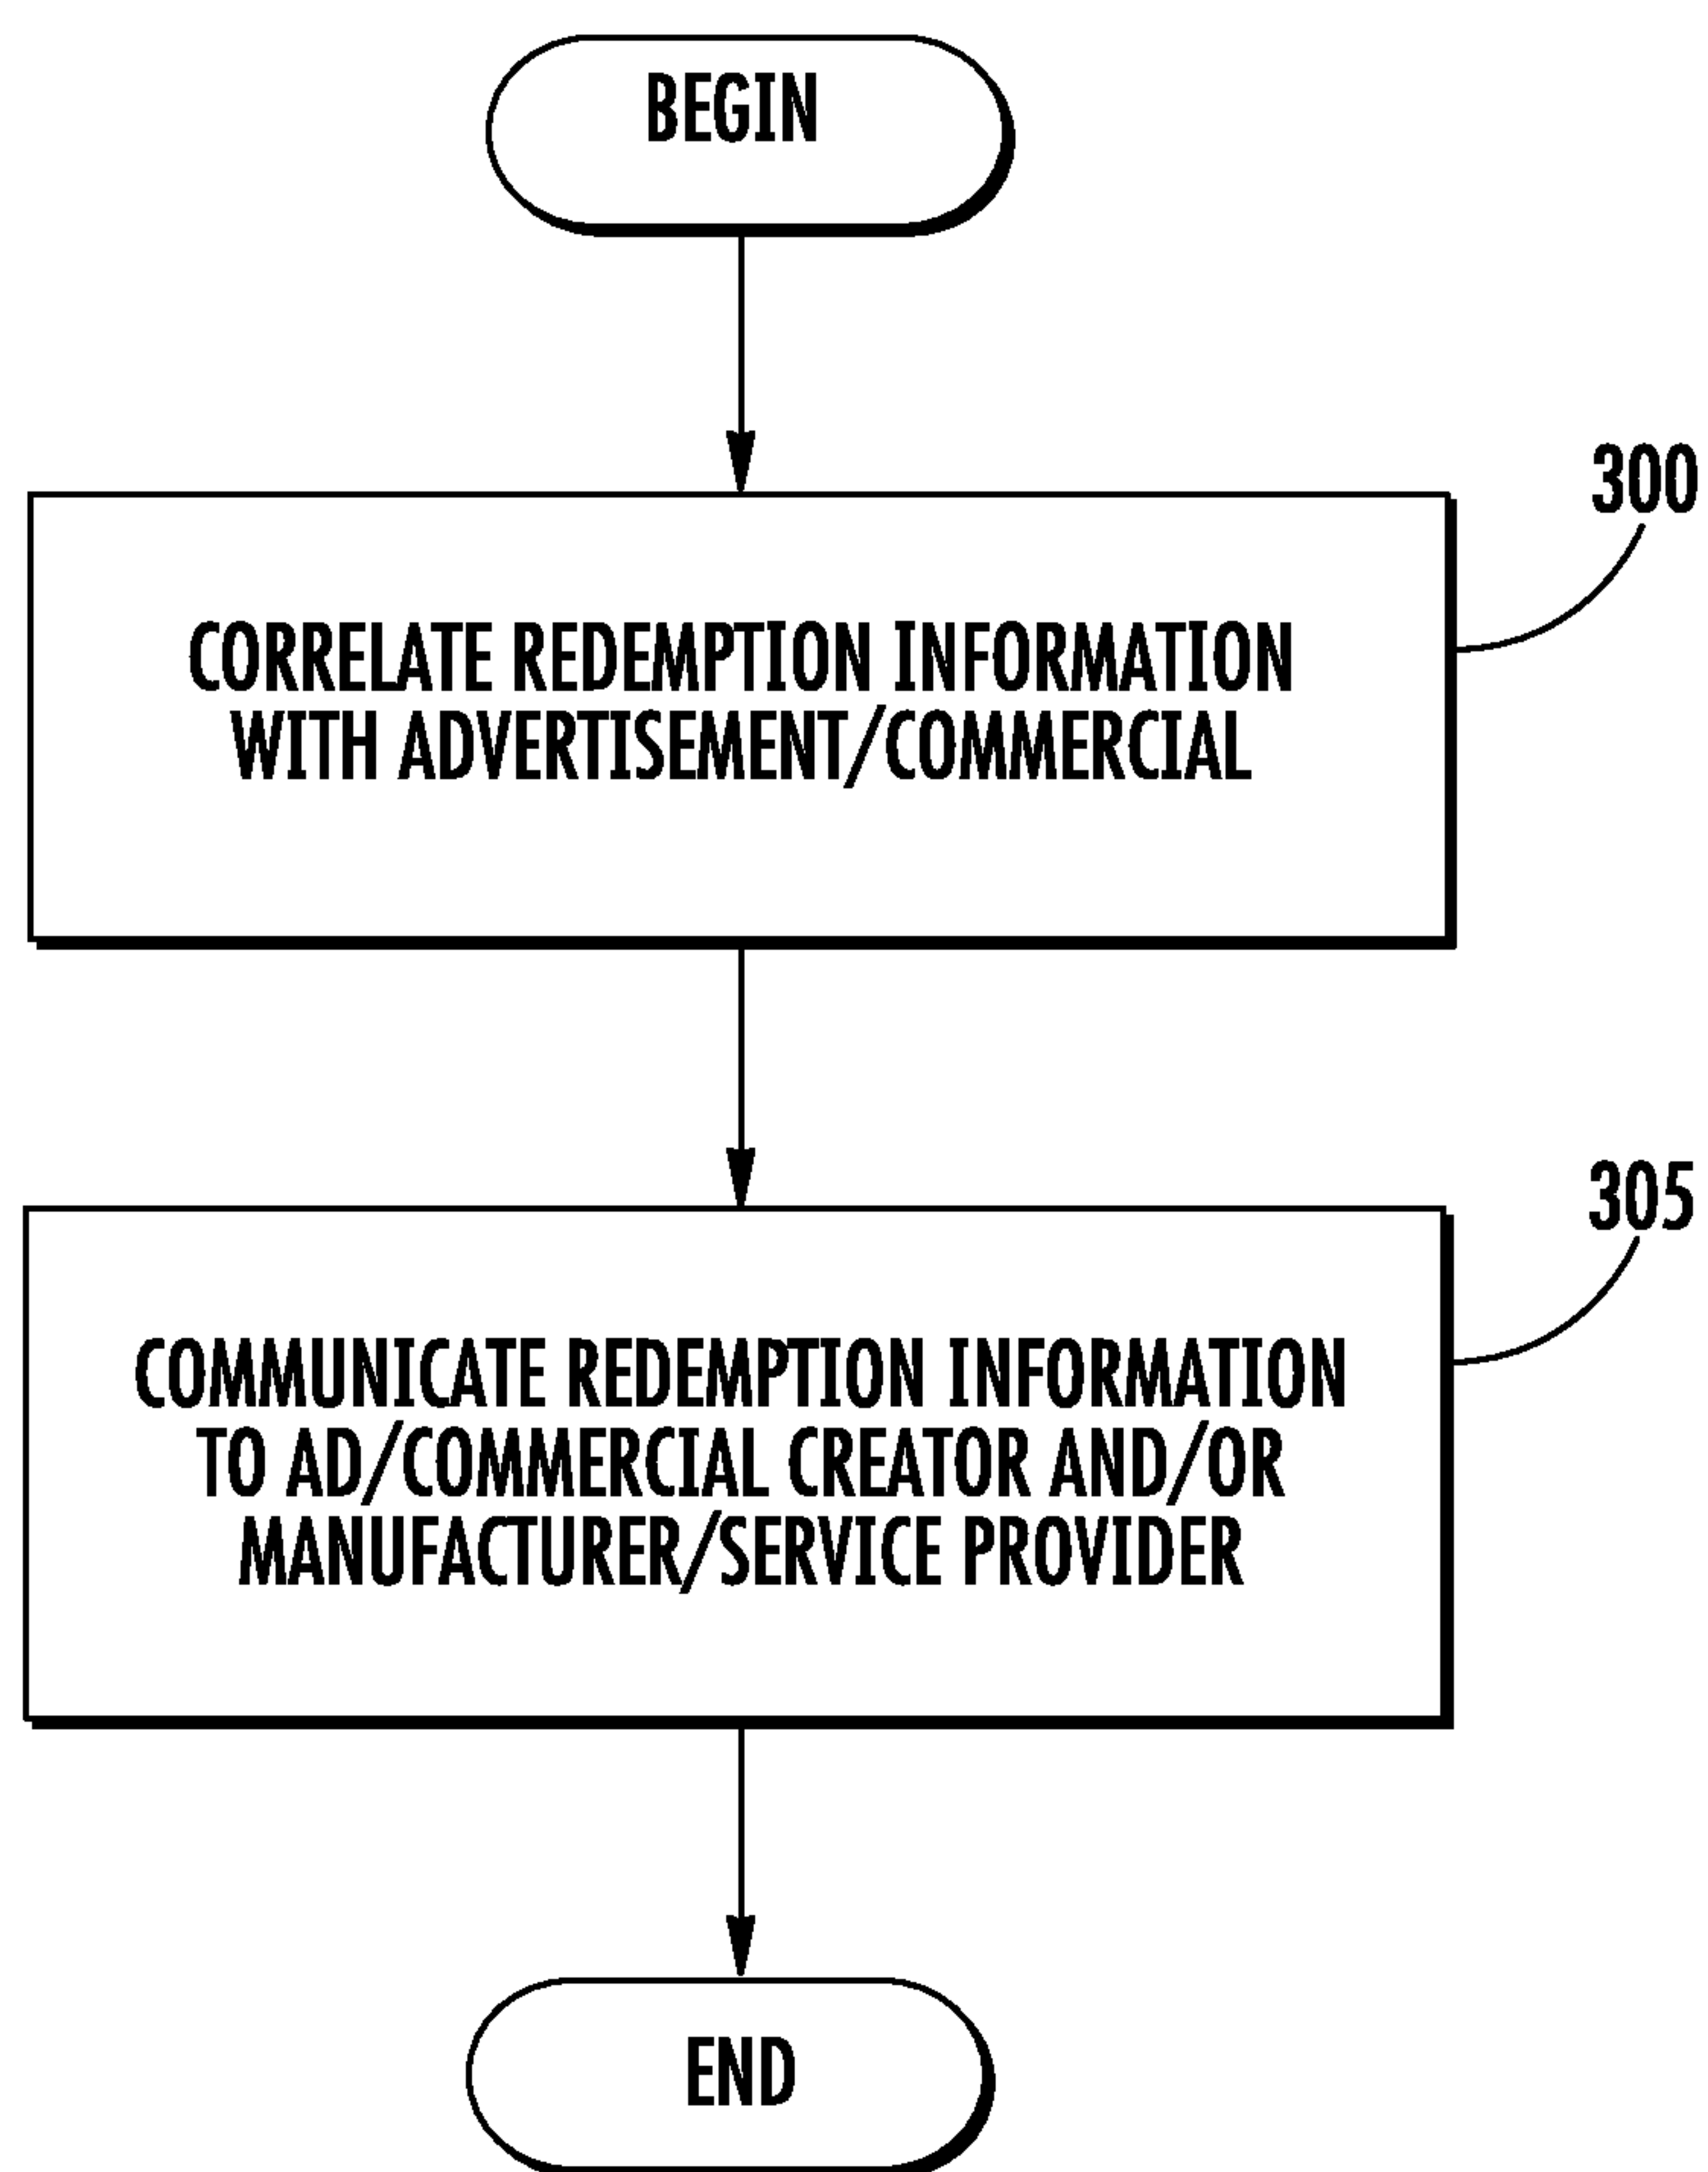 BEGIN
300
CORRELATE REDEMPTION INFORMATION
WITH ADVERTISEMENT/COMMERCIAL
305
COMMUNICATE REDEMPTION INFORMATION
TO AD/COMMERCIAL CREATOR AND/OR
MANUFACTURER/SERVICE PROVIDER
END